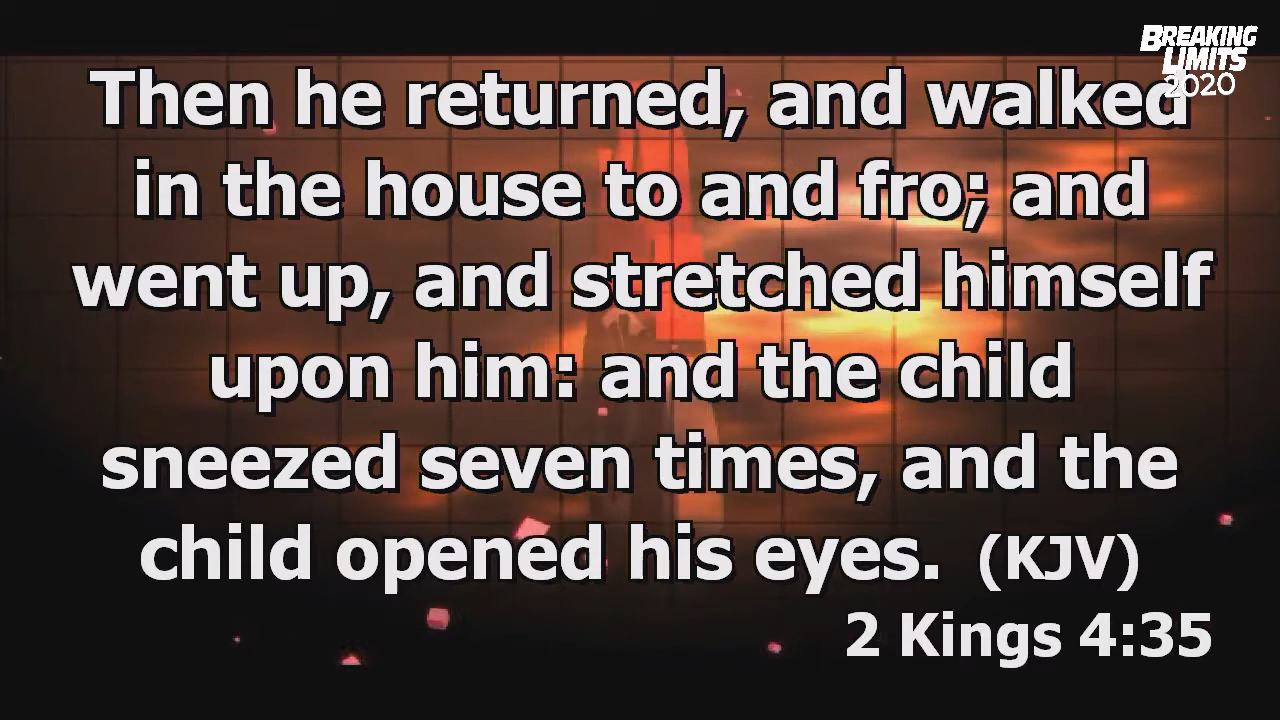 BREAKING
LIMITS
2020
Then he returned, and walked
in the house to and fro; and
went up, and stretched himself
upon him: and the child
sneezed seven times, and the
child opened his eyes. (KJV)
2 Kings 4:35